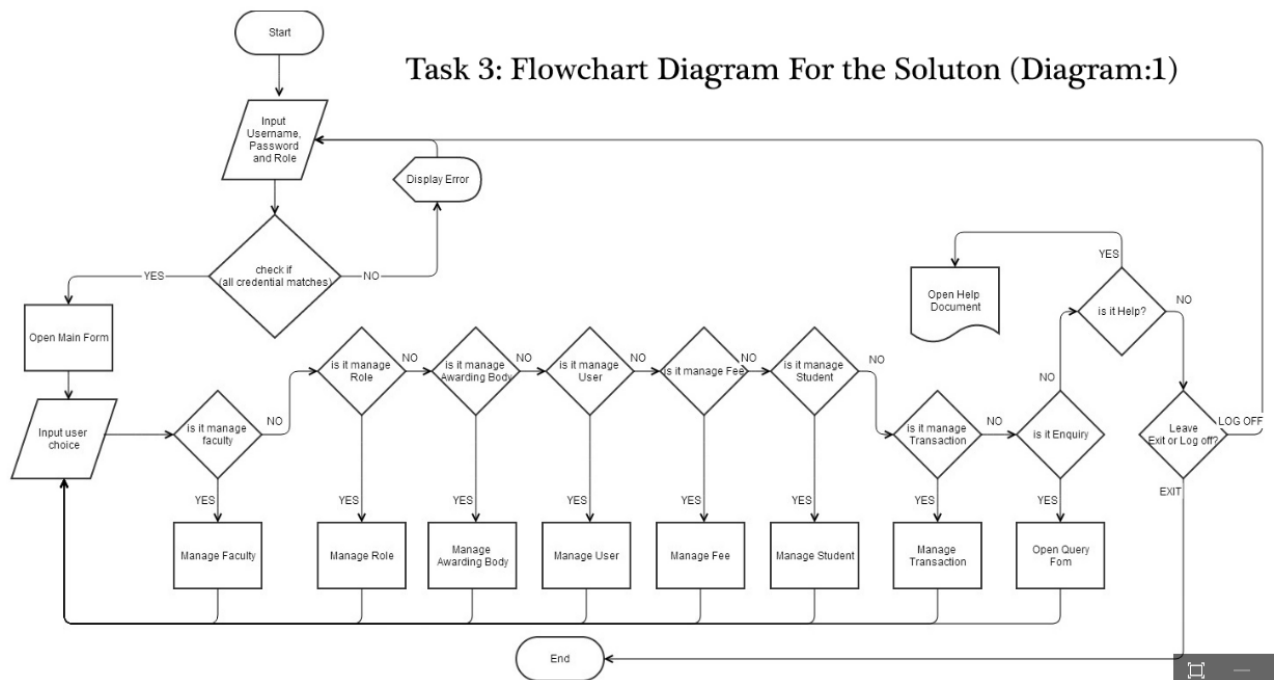 Start
Task 3: Flowchart Diagram For the Soluton (Diagram:1)
Input
Username,
Password
and Role
Display Error
check if
(all credential matches)
YES
NO
Open Main Form
Input user
choice
is it manage
faculty
NO
is it manage
Role
NO
is it manage
Awarding Body
NO
is it manage
User
NO
is it manage Fee
NO
is it manage
Student
NO
is it manage
Transaction
NO
is it Enquiry
NO
is it Help?
YES
Open Help
Document
NO
Leave
Exit or Log off?
LOG OFF
EXIT
YES
YES
YES
YES
YES
YES
YES
YES
Manage Faculty
Manage Role
Manage
Awarding Body
Manage User
Manage Fee
Manage Student
Manage
Transaction
Open Query
Fom
End